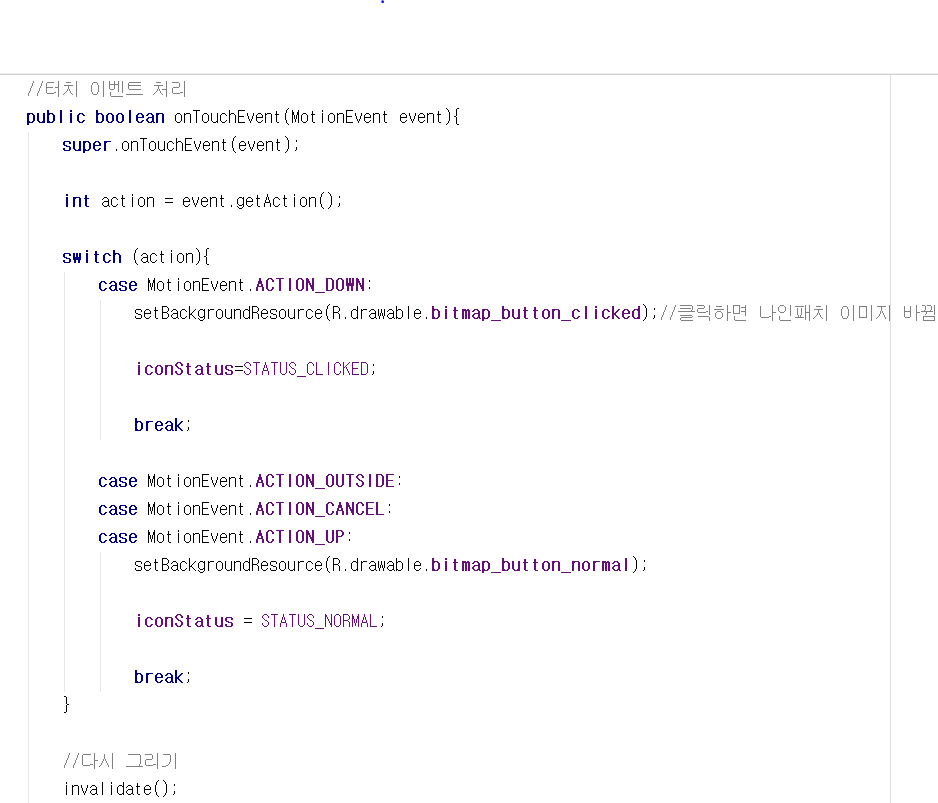 //터치 이벤트 처리
public boolean onTouchEvent(MotionEvent event){
super.onTouchEvent(event);
int action = event.getAction();
switch (action){
case MotionEvent.ACTION_DOWN:
setBackgroundResource(R.drawable.bitmap_button_clicked);//클릭하면 나인패치 이미지 바뀜
iconStatus=STATUS_CLICKED;
break;
case MotionEvent.ACTION_OUTSIDE:
case MotionEvent.ACTION_CANCEL:
case MotionEvent.ACTION_UP:
setBackgroundResource(R.drawable.bitmap_button_normal);
iconStatus = STATUS_NORMAL;
break;
}
//다시 그리기
invalidate();